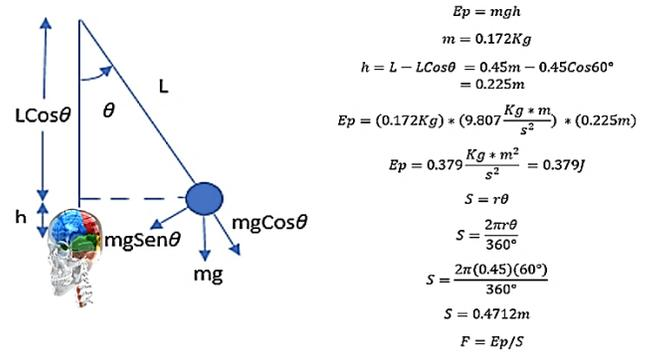 LCosθ
θ
L
h
mgSenθ
mgCosθ
mg
Ep = mgh
m = 0.172Kg
h = L − LCosθ = 0.45m − 0.45Cos60°
= 0.225m
Ep = (0.172Kg) ∗ (9.807 Kg ∗ m / s²) ∗ (0.225m)
Ep = 0.379 Kg ∗ m² / s² = 0.379J
S = rθ
S = 2πrθ / 360°
S = 2π(0.45)(60°) / 360°
S = 0.4712m
F = Ep/S